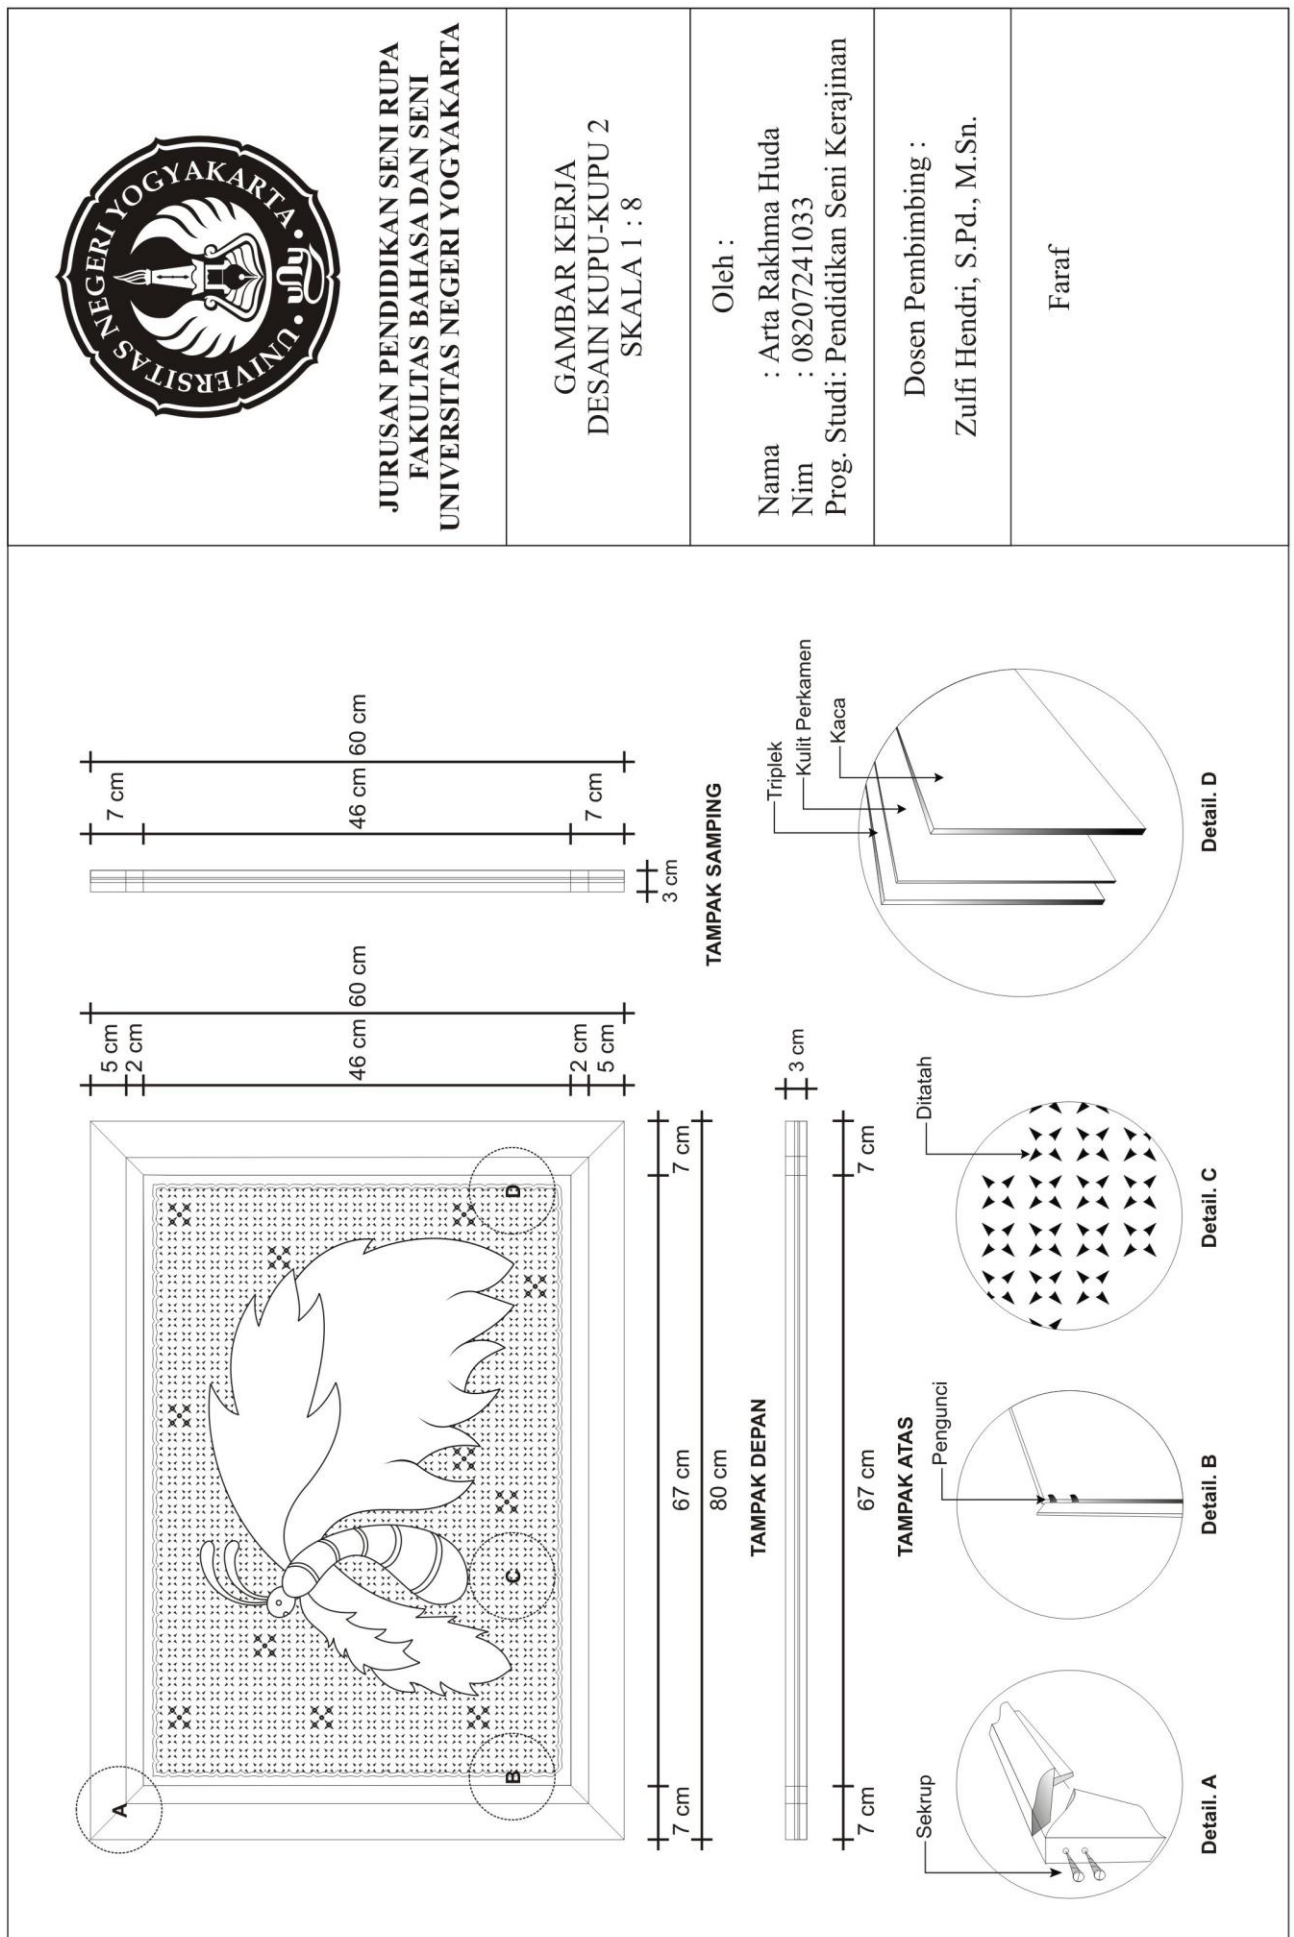 UNIVERSITAS NEGERI YOGYAKARTA
JURUSAN PENDIDIKAN SENI RUPA
FAKULTAS BAHASA DAN SENI
UNIVERSITAS NEGERI YOGYAKARTA
GAMBAR KERJA
DESAIN KUPU-KUPU 2
SKALA 1 : 8
Oleh :
Nama : Arta Rakhma Huda
Nim : 08207241033
Prog. Studi: Pendidikan Seni Kerajinan
Dosen Pembimbing :
Zulfi Hendri, S.Pd., M.Sn.
Faraf
A
B
C
D
5 cm
2 cm
46 cm
60 cm
2 cm
5 cm
7 cm
67 cm
7 cm
80 cm
TAMPAK DEPAN
7 cm
46 cm
60 cm
7 cm
3 cm
TAMPAK SAMPING
3 cm
7 cm
67 cm
7 cm
TAMPAK ATAS
Sekrup
Detail. A
Pengunci
Detail. B
Ditatah
Detail. C
Triplek
Kulit Perkamen
Kaca
Detail. D